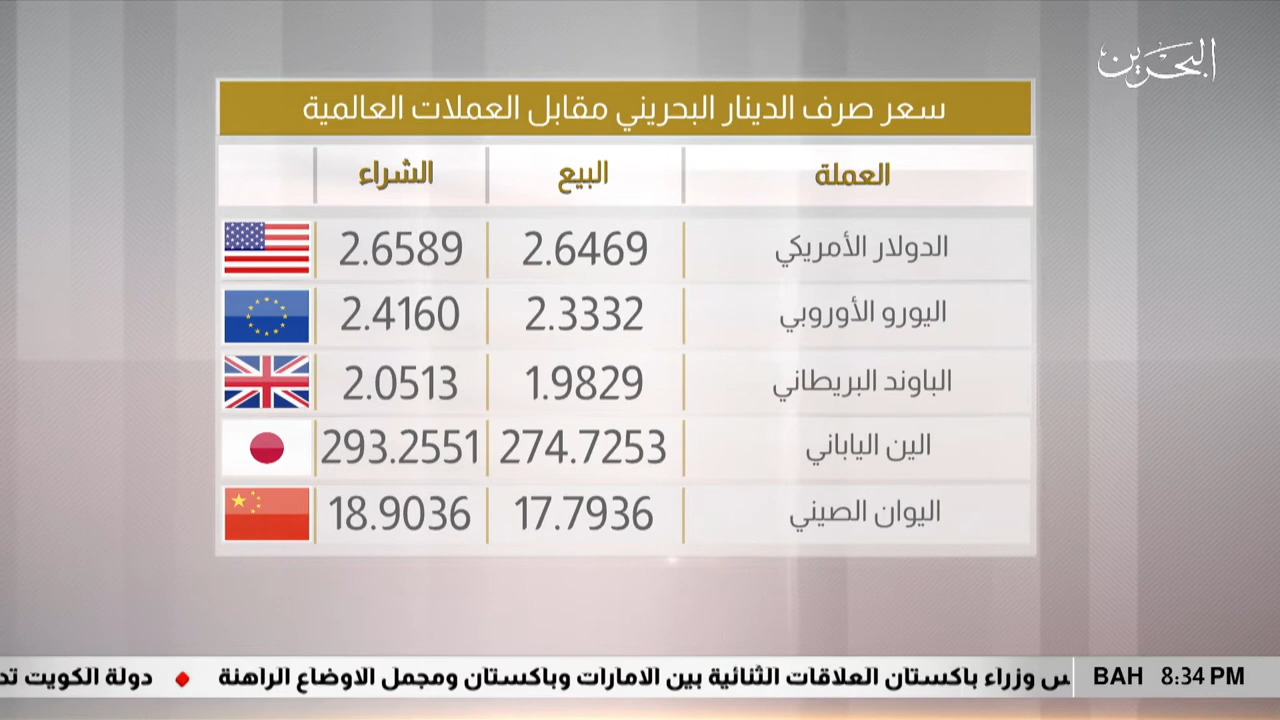 البحرين
سعر صرف الدينار البحريني مقابل العملات العالمية
العملة البيع الشراء
الدولار الأمريكي 2.6469 2.6589
اليورو الأوروبي 2.3332 2.4160
الباوند البريطاني 1.9829 2.0513
الين الياباني 274.7253 293.2551
اليوان الصيني 17.7936 18.9036
BAH 8:34 PM
وزراء باكستان العلاقات الثنائية بين الامارات وباكستان ومجمل الاوضاع الراهنة ♦ دولة الكويت